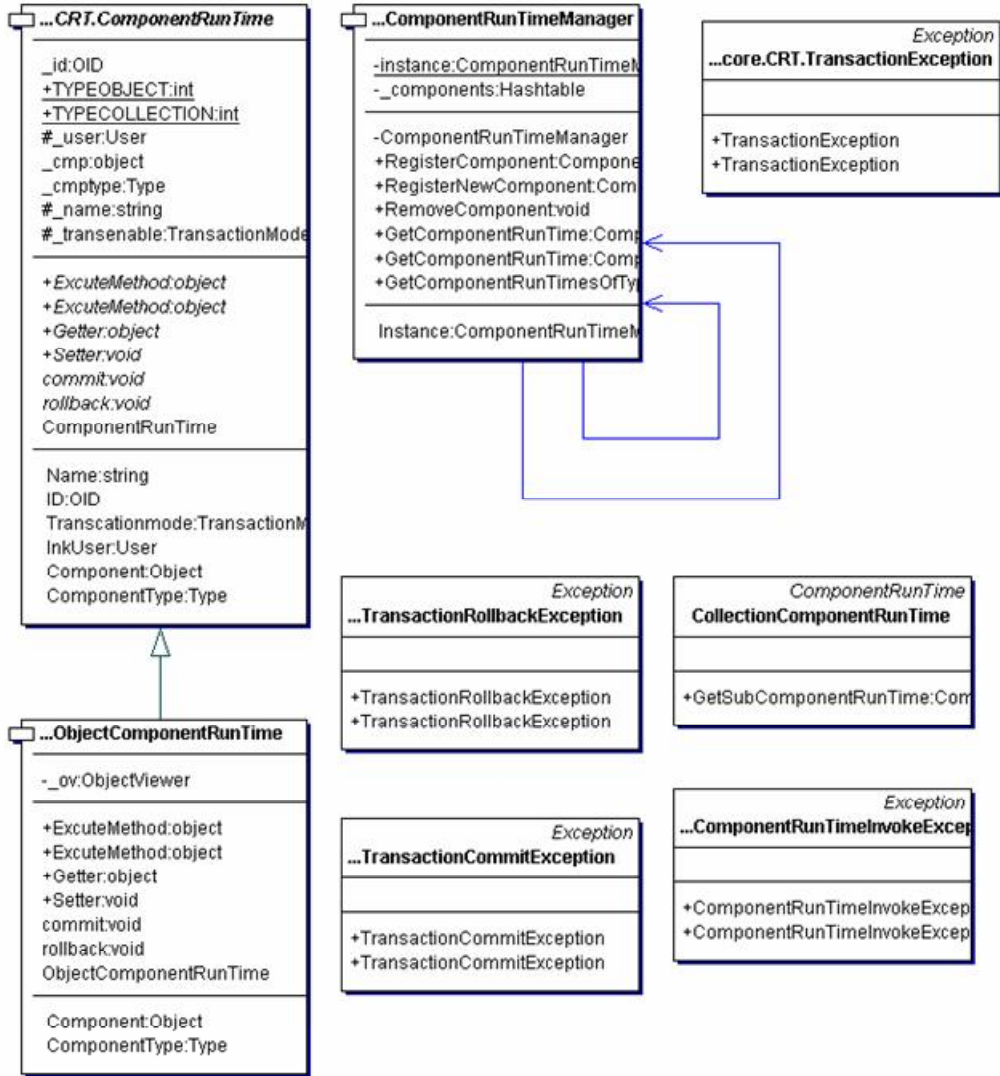 ...CRT.ComponentRunTime
_id:OID
+TYPEOBJECT:int
+TYPECOLLECTION:int
#_user:User
_cmp:object
_cmptype:Type
#_name:string
#_transenable:TransactionMode
+ExcuteMethod:object
+ExcuteMethod:object
+Getter:object
+Setter:void
commit:void
rollback:void
ComponentRunTime
Name:string
ID:OID
Transcationmode:TransactionM
InkUser:User
Component:Object
ComponentType:Type
...ObjectComponentRunTime
-_ov:ObjectViewer
+ExcuteMethod:object
+ExcuteMethod:object
+Getter:object
+Setter:void
commit:void
rollback:void
ObjectComponentRunTime
Component:Object
ComponentType:Type
...ComponentRunTimeManager
-instance:ComponentRunTimeM
-_components:Hashtable
-ComponentRunTimeManager
+RegisterComponent:Compone
+RegisterNewComponent:Com
+RemoveComponent:void
+GetComponentRunTime:Comp
+GetComponentRunTime:Comp
+GetComponentRunTimesOfTyp
Instance:ComponentRunTimeM
Exception
...core.CRT.TransactionException
+TransactionException
+TransactionException
Exception
...TransactionRollbackException
+TransactionRollbackException
+TransactionRollbackException
ComponentRunTime
CollectionComponentRunTime
+GetSubComponentRunTime:Com
Exception
...TransactionCommitException
+TransactionCommitException
+TransactionCommitException
Exception
...ComponentRunTimeInvokeExcep
+ComponentRunTimeInvokeExcep
+ComponentRunTimeInvokeExcep